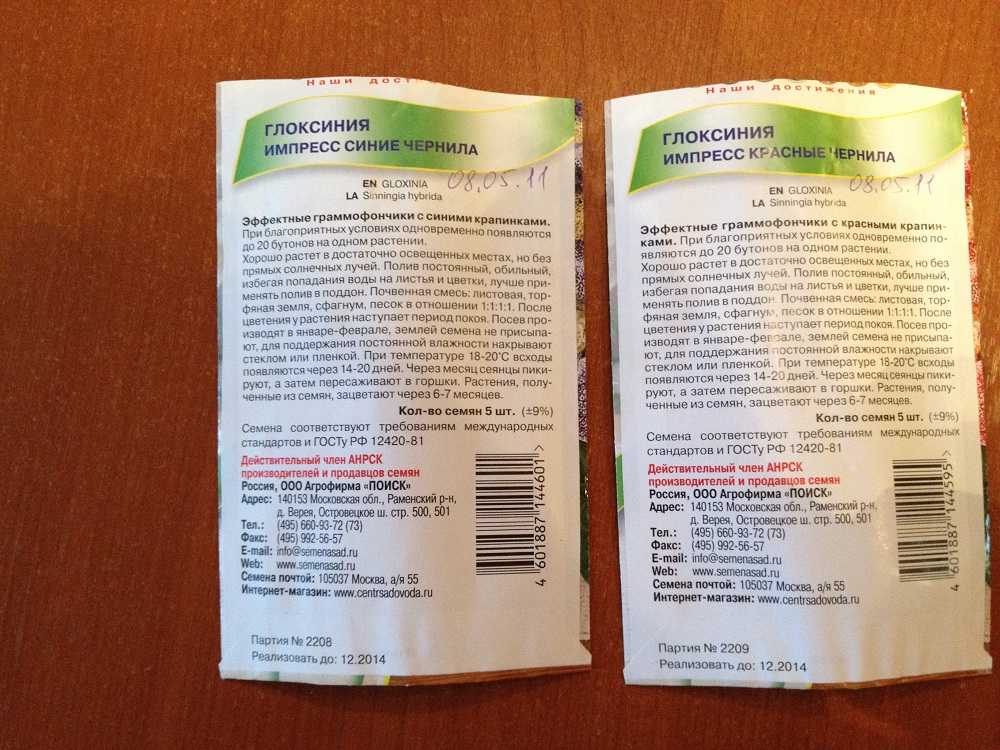 Наши дост
ГЛОКСИНИЯ
ИМПРЕСС СИНИЕ ЧЕРНИЛА
08.05.11
EN GLOXINIA
LA Sinningia hybrida
Эффектные граммофончики с синими крапинками.
При благоприятных условиях одновременно появляются
до 20 бутонов на одном растении.
Хорошо растет в достаточно освещенных местах, но без
прямых солнечных лучей. Полив постоянный, обильный,
избегая попадания воды на листья и цветки, лучше при-
менять полив в поддон. Почвенная смесь: листовая, тор-
фяная земля, сфагнум, песок в отношении 1:1:1:1. После
цветения у растения наступает период покоя. Посев про-
изводят в январе-феврале, землей семена не присыпа-
ют, для поддержания постоянной влажности накрывают
стеклом или пленкой. При температуре 18-20°С всходы
появляются через 14-20 дней. Через месяц сеянцы пики-
руют, а затем пересаживают в горшки. Растения, полу-
ченные из семян, зацветают через 6-7 месяцев.
Кол-во семян 5 шт. (±9%)
Семена соответствуют требованиям международных
стандартов и ГОСТу РФ 12420-81
Действительный член АНРСК
производителей и продавцов семян
Россия, ООО Агрофирма «ПОИСК»
Адрес: 140153 Московская обл., Раменский р-н,
д. Верея, Островецкое ш. стр. 500, 501
Тел.: (495) 660-93-72 (73)
Факс: (495) 992-56-57
E-mail: info@semenasad.ru
Web: www.semenasad.ru
Семена почтой: 105037 Москва, а/я 55
Интернет-магазин: www.centrsadovoda.ru
4 601887 144601 >
Партия № 2208
Реализовать до: 12.2014
Наши достижения
ГЛОКСИНИЯ
ИМПРЕСС КРАСНЫЕ ЧЕРНИЛА
08.05.11
EN GLOXINIA
LA Sinningia hybrida
Эффектные граммофончики с красными крапин-
ками. При благоприятных условиях одновременно по-
являются до 20 бутонов на одном растении.
Хорошо растет в достаточно освещенных местах, но без
прямых солнечных лучей. Полив постоянный, обильный,
избегая попадания воды на листья и цветки, лучше при-
менять полив в поддон. Почвенная смесь: листовая, тор-
фяная земля, сфагнум, песок в отношении 1:1:1:1. После
цветения у растения наступает период покоя. Посев про-
изводят в январе-феврале, землей семена не присыпа-
ют, для поддержания постоянной влажности накрывают
стеклом или пленкой. При температуре 18-20°С всходы
появляются через 14-20 дней. Через месяц сеянцы пики-
руют, а затем пересаживают в горшки. Растения, полу-
ченные из семян, зацветают через 6-7 месяцев.
Кол-во семян 5 шт. (±9%)
Семена соответствуют требованиям международных
стандартов и ГОСТу РФ 12420-81
Действительный член АНРСК
производителей и продавцов семян
Россия, ООО Агрофирма «ПОИСК»
Адрес: 140153 Московская обл., Раменский р-н,
д. Верея, Островецкое ш. стр. 500, 501
Тел.: (495) 660-93-72 (73)
Факс: (495) 992-56-57
E-mail: info@semenasad.ru
Web: www.semenasad.ru
Семена почтой: 105037 Москва, а/я 55
Интернет-магазин: www.centrsadovoda.ru
4 601887 144595 >
Партия № 2209
Реализовать до: 12.2014